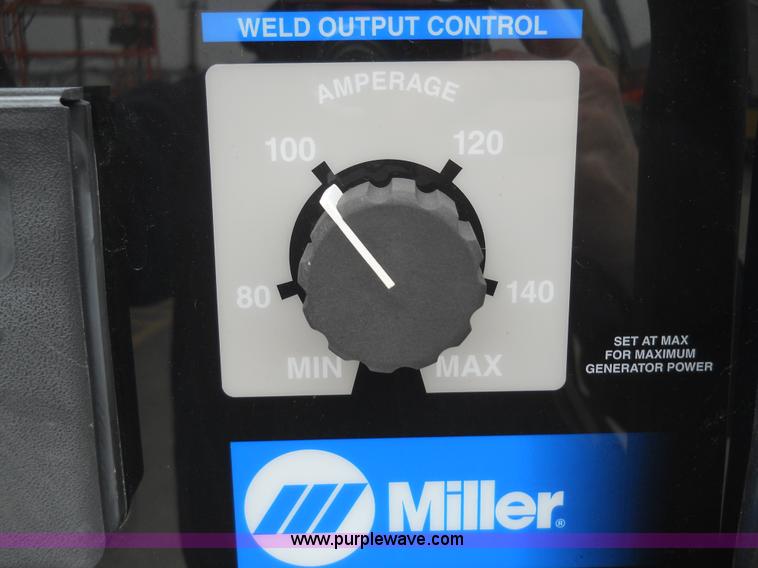 WELD OUTPUT CONTROL
AMPERAGE
100 120
80 140
MIN MAX
SET AT MAX
FOR MAXIMUM
GENERATOR POWER
Miller®
www.purplewave.com